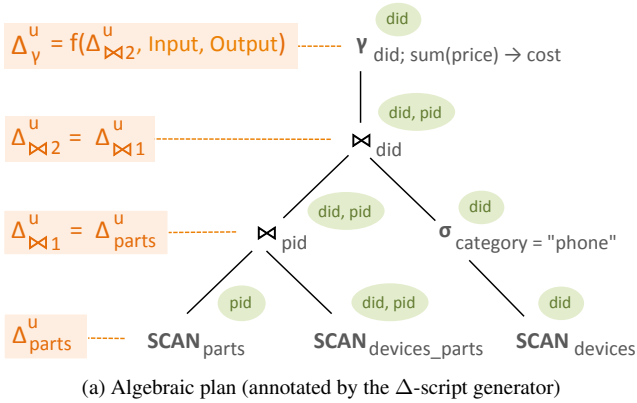 Δ^u_γ = f(Δ^u_⋈2, Input, Output)
did
γ did; sum(price) → cost
did, pid
Δ^u_⋈2 = Δ^u_⋈1
⋈ did
did, pid
did
Δ^u_⋈1 = Δ^u_parts
⋈ pid
σ category = "phone"
pid
did, pid
did
Δ^u_parts
SCAN parts
SCAN devices_parts
SCAN devices
(a) Algebraic plan (annotated by the Δ-script generator)